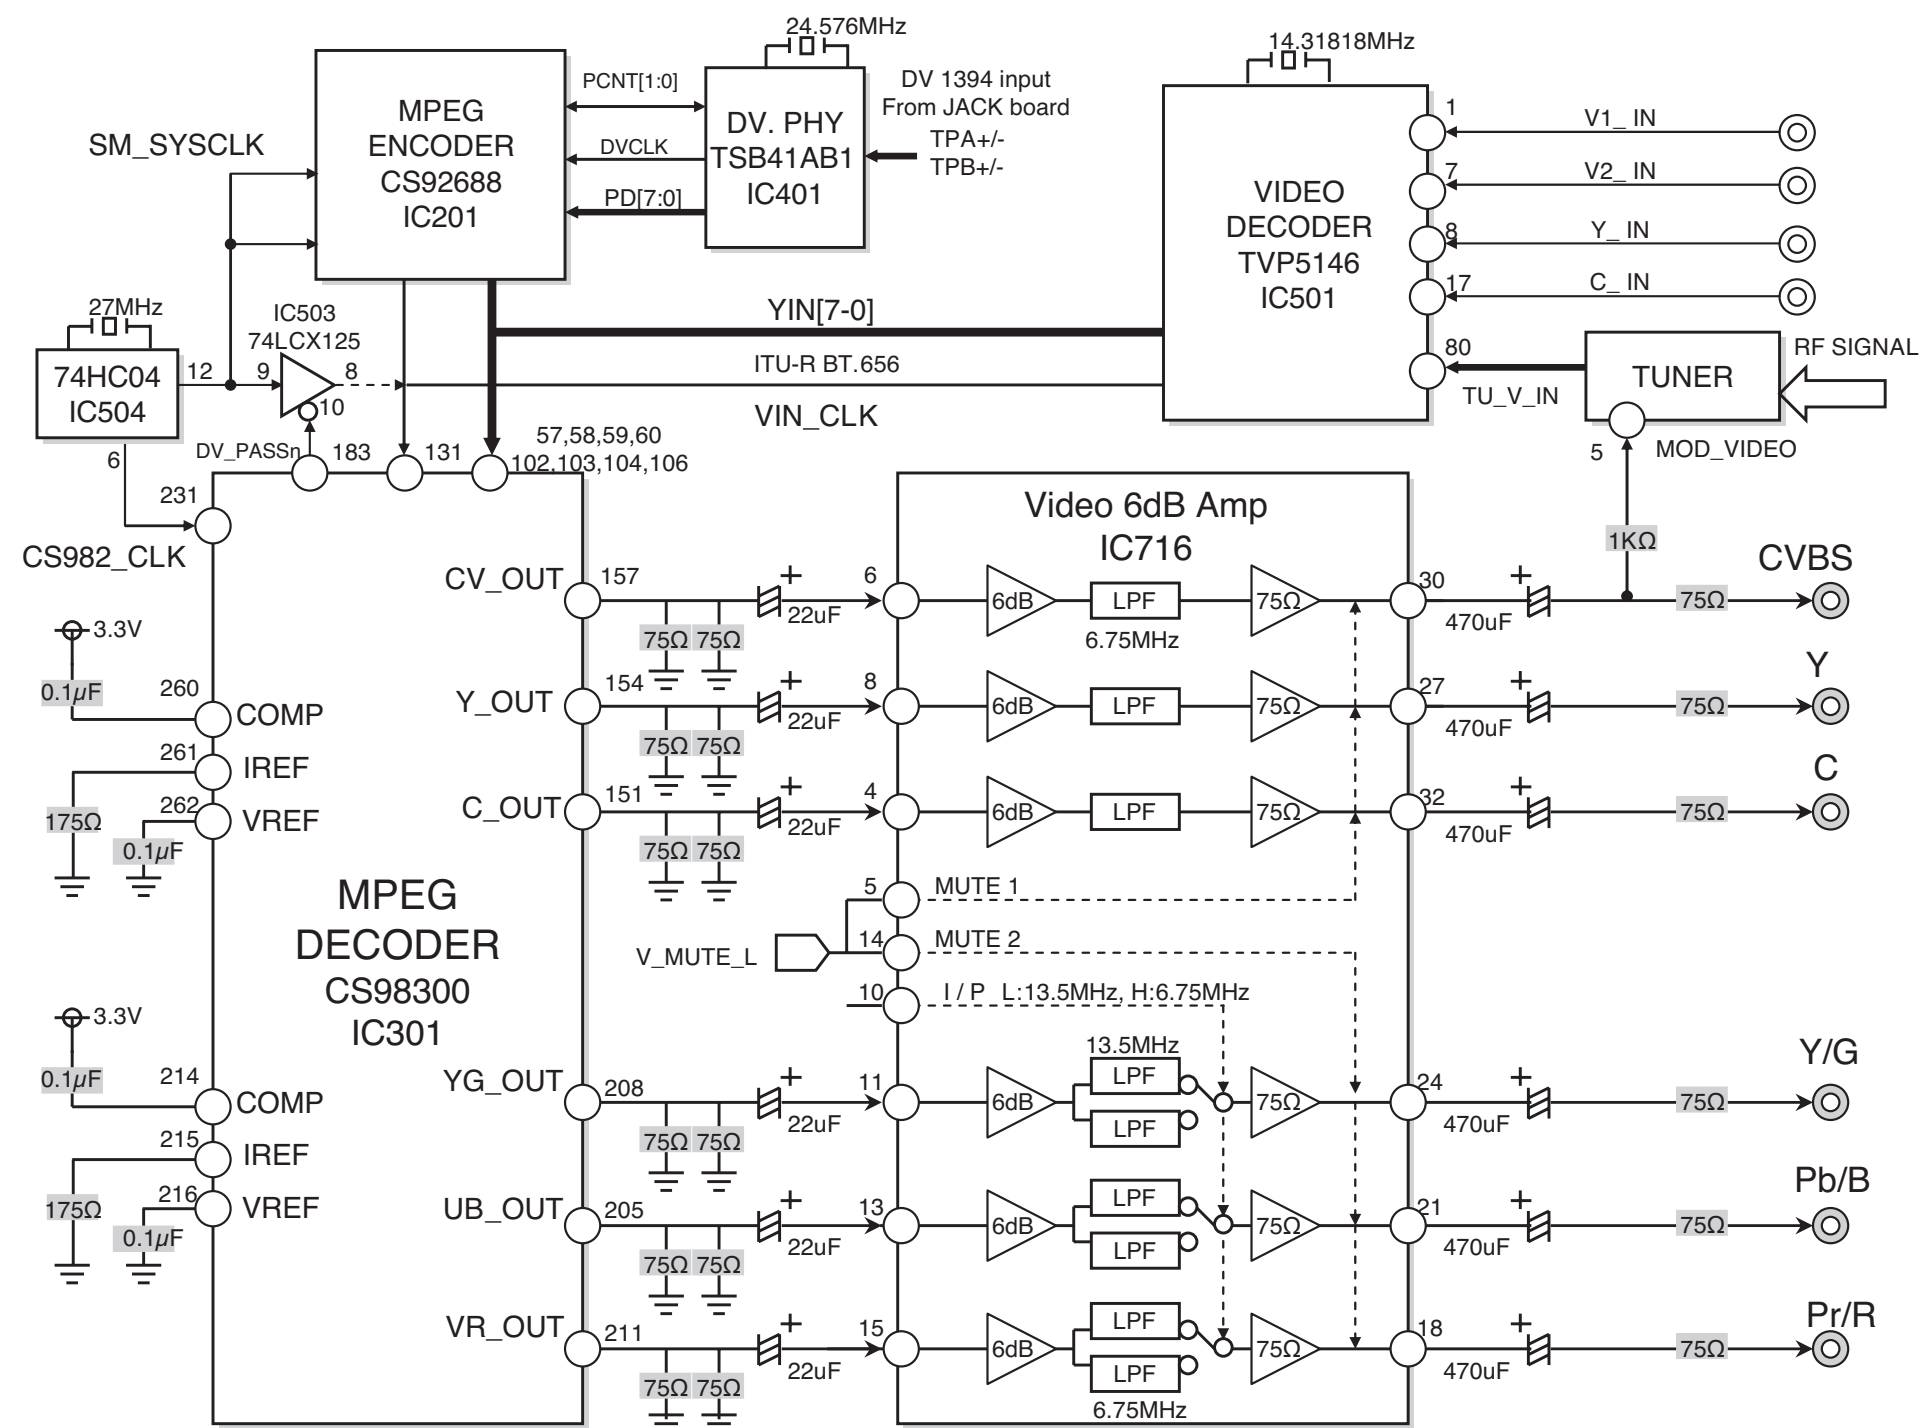 24.576MHz
14.31818MHz
MPEG
ENCODER
CS92688
IC201
PCNT[1:0]
DVCLK
PD[7:0]
DV. PHY
TSB41AB1
IC401
DV 1394 input
From JACK board
TPA+/-
TPB+/-
VIDEO
DECODER
TVP5146
IC501
1
V1_ IN
7
V2_ IN
8
Y_ IN
17
C_ IN
80
TU_V_IN
TUNER
RF SIGNAL
5
MOD_VIDEO
1KΩ
SM_SYSCLK
27MHz
74HC04
IC504
12
6
IC503
74LCX125
9
8
10
YIN[7-0]
ITU-R BT.656
VIN_CLK
DV_PASSn
183
131
57,58,59,60
102,103,104,106
231
CS982_CLK
3.3V
0.1µF
260
COMP
261
IREF
175Ω
262
VREF
0.1µF
MPEG
DECODER
CS98300
IC301
3.3V
0.1µF
214
COMP
215
IREF
175Ω
216
VREF
0.1µF
Video 6dB Amp
IC716
CV_OUT
157
75Ω 75Ω
+
22uF
6
6dB
LPF
6.75MHz
75Ω
30
+
470uF
75Ω
CVBS
Y_OUT
154
75Ω 75Ω
+
22uF
8
6dB
LPF
75Ω
27
+
470uF
75Ω
Y
C_OUT
151
75Ω 75Ω
+
22uF
4
6dB
LPF
75Ω
32
+
470uF
75Ω
C
V_MUTE_L
5
MUTE 1
14
MUTE 2
10
I / P L:13.5MHz, H:6.75MHz
YG_OUT
208
75Ω 75Ω
+
22uF
11
6dB
13.5MHz
LPF
LPF
75Ω
24
+
470uF
75Ω
Y/G
UB_OUT
205
75Ω 75Ω
+
22uF
13
6dB
LPF
LPF
75Ω
21
+
470uF
75Ω
Pb/B
VR_OUT
211
75Ω 75Ω
+
22uF
15
6dB
LPF
LPF
6.75MHz
75Ω
18
+
470uF
75Ω
Pr/R